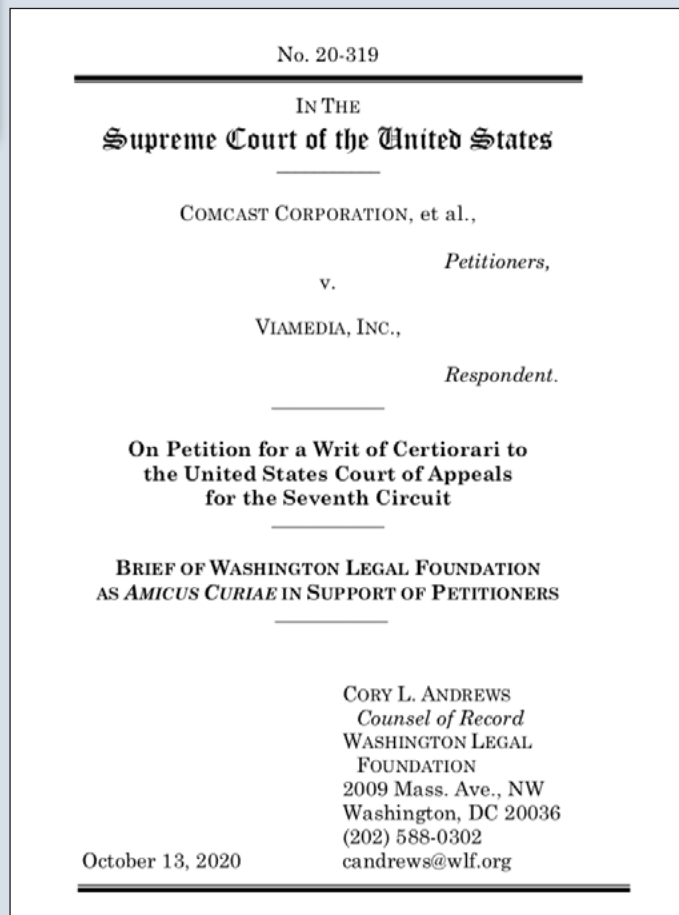 No. 20-319
IN THE
Supreme Court of the United States
COMCAST CORPORATION, et al.,
Petitioners,
v.
VIAMEDIA, INC.,
Respondent.
On Petition for a Writ of Certiorari to
the United States Court of Appeals
for the Seventh Circuit
BRIEF OF WASHINGTON LEGAL FOUNDATION
AS AMICUS CURIAE IN SUPPORT OF PETITIONERS
CORY L. ANDREWS
Counsel of Record
WASHINGTON LEGAL
FOUNDATION
2009 Mass. Ave., NW
Washington, DC 20036
(202) 588-0302
October 13, 2020 candrews@wlf.org